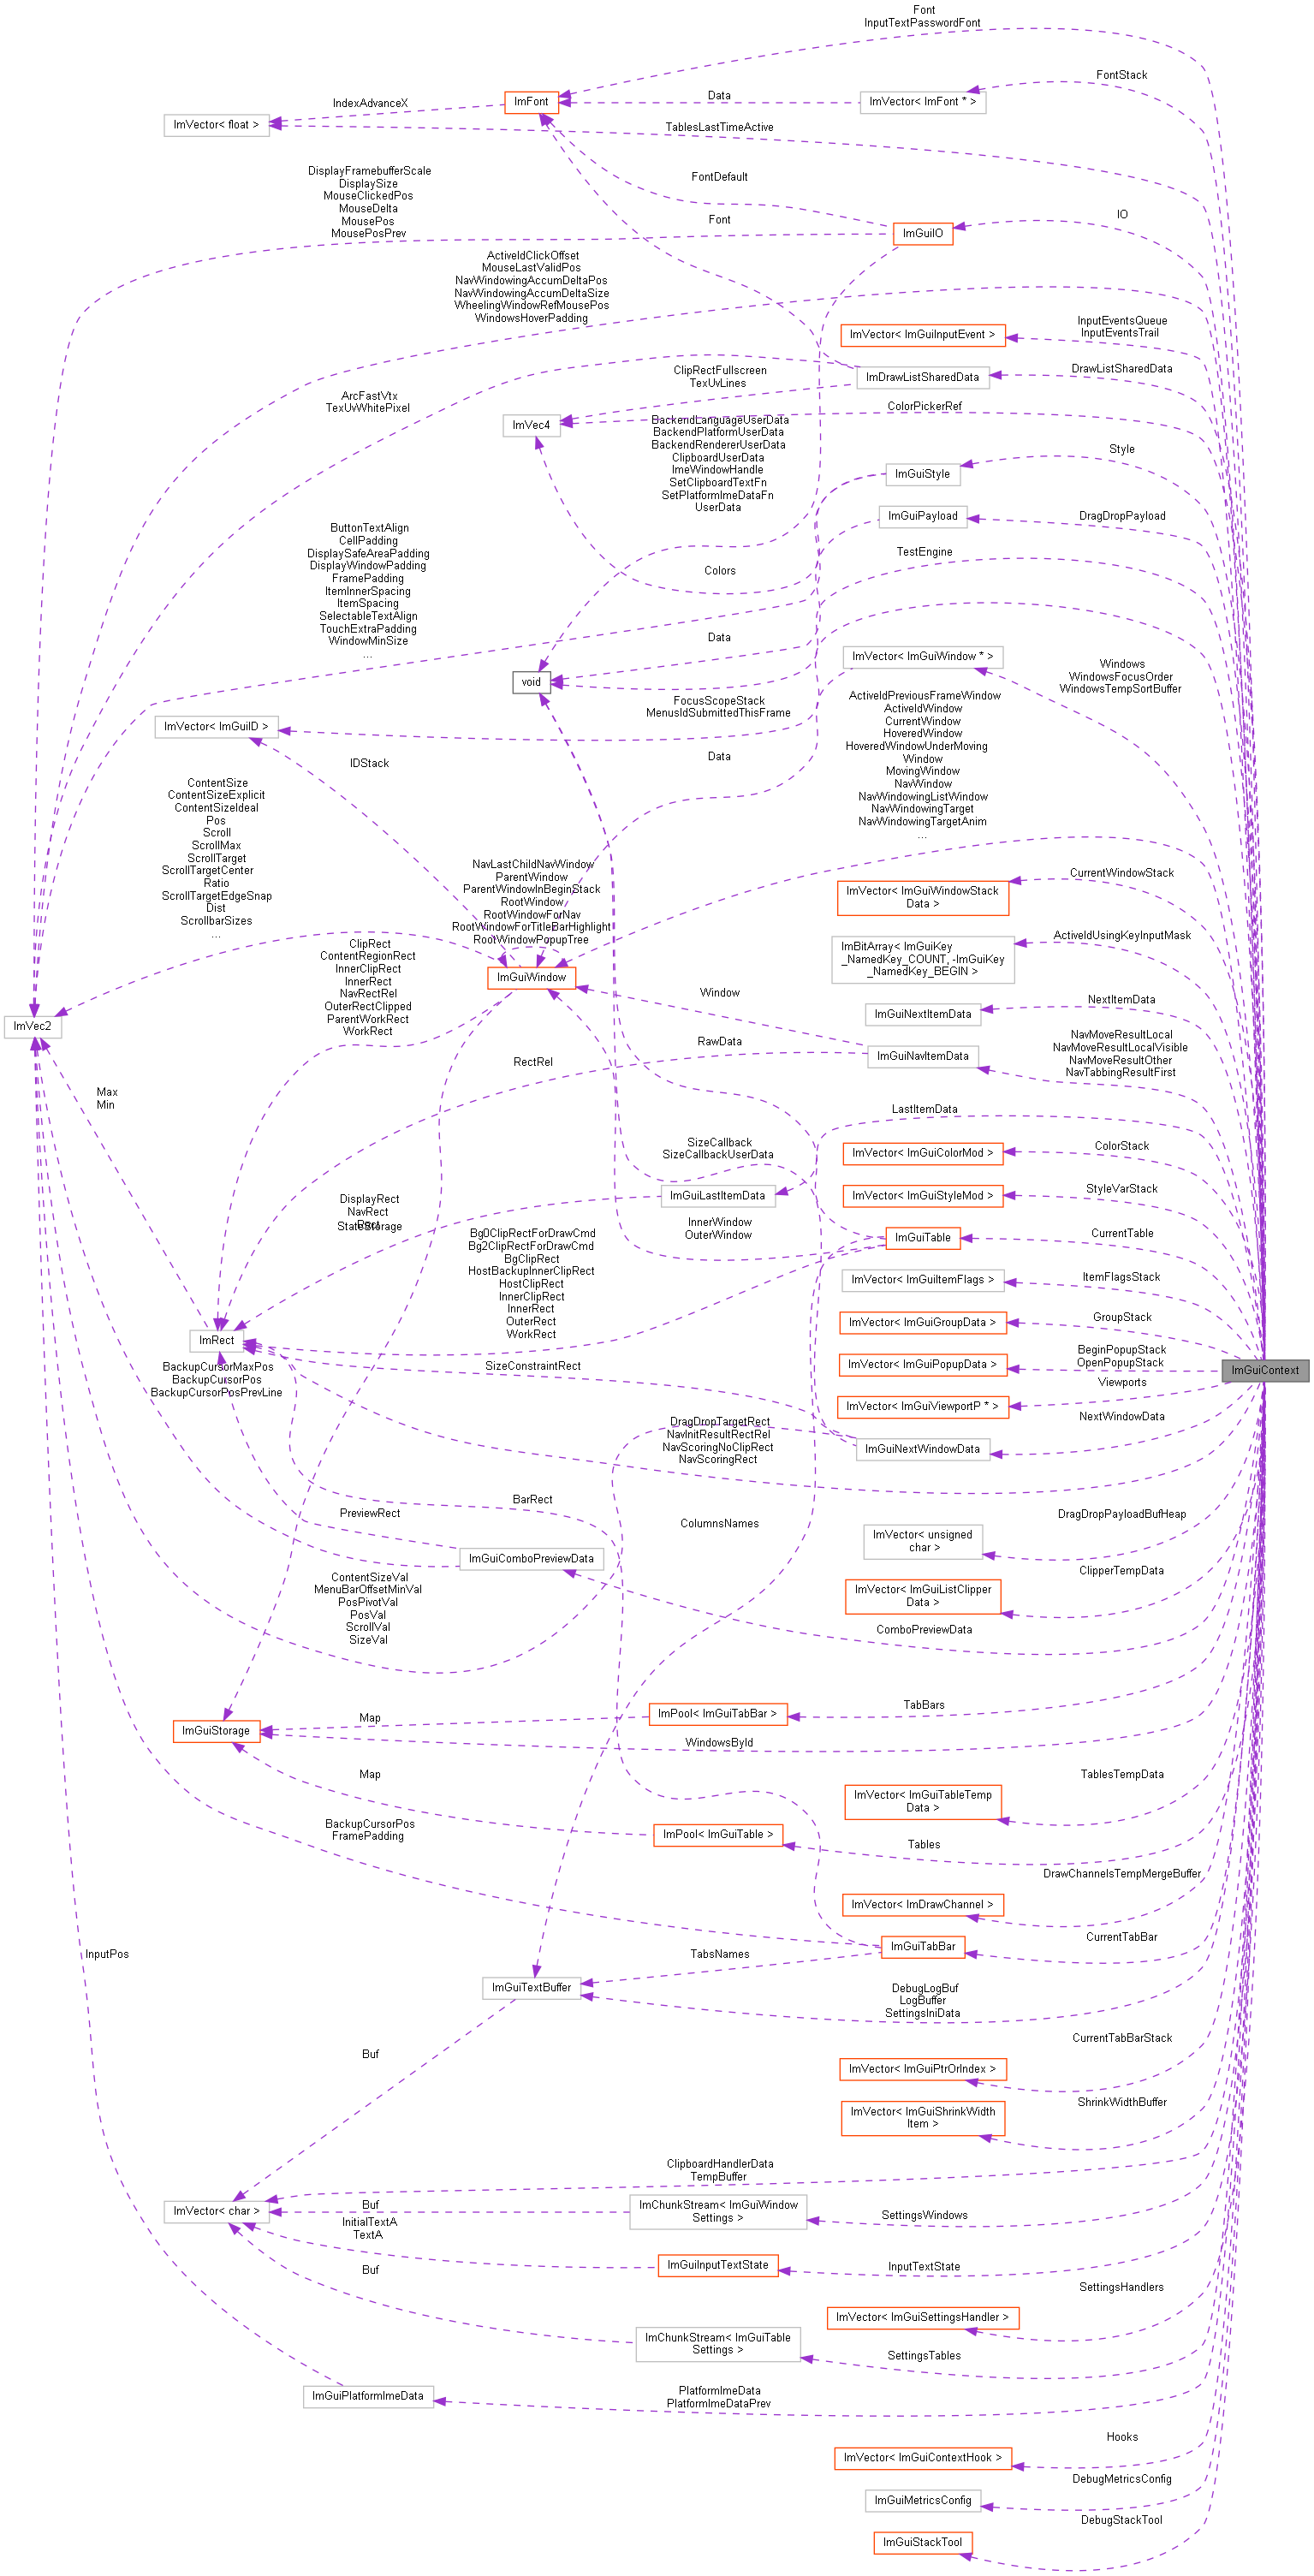 Font
InputTextPasswordFont
FontStack
ImFont
Data
ImVector< ImFont * >
IndexAdvanceX
ImVector< float >
TablesLastTimeActive
DisplayFramebufferScale
DisplaySize
MouseClickedPos
MouseDelta
MousePos
MousePosPrev
FontDefault
Font
ImGuiIO
IO
ActiveIdClickOffset
MouseLastValidPos
NavWindowingAccumDeltaPos
NavWindowingAccumDeltaSize
WheelingWindowRefMousePos
WindowsHoverPadding
ImVector< ImGuiInputEvent >
InputEventsQueue
InputEventsTrail
ImDrawListSharedData
DrawListSharedData
ClipRectFullscreen
TexUvLines
ArcFastVtx
TexUvWhitePixel
ImVec4
ColorPickerRef
BackendLanguageUserData
BackendPlatformUserData
BackendRendererUserData
ClipboardUserData
ImeWindowHandle
SetClipboardTextFn
SetPlatformImeDataFn
UserData
ImGuiStyle
Style
ImGuiPayload
DragDropPayload
ButtonTextAlign
CellPadding
DisplaySafeAreaPadding
DisplayWindowPadding
FramePadding
ItemInnerSpacing
ItemSpacing
SelectableTextAlign
TouchExtraPadding
WindowMinSize
...
Colors
TestEngine
Data
void
ImVector< ImGuiWindow * >
Windows
WindowsFocusOrder
WindowsTempSortBuffer
FocusScopeStack
MenusIdSubmittedThisFrame
ImVector< ImGuiID >
IDStack
Data
ActiveIdPreviousFrameWindow
ActiveIdWindow
CurrentWindow
HoveredWindow
HoveredWindowUnderMoving
Window
MovingWindow
NavWindow
NavWindowingListWindow
NavWindowingTarget
NavWindowingTargetAnim
...
ContentSize
ContentSizeExplicit
ContentSizeIdeal
Pos
Scroll
ScrollMax
ScrollTarget
ScrollTargetCenter
Ratio
ScrollTargetEdgeSnap
Dist
ScrollbarSizes
...
NavLastChildNavWindow
ParentWindow
ParentWindowInBeginStack
RootWindow
RootWindowForNav
RootWindowForTitleBarHighlight
RootWindowPopupTree
ImGuiWindow
ImVector< ImGuiWindowStack
Data >
CurrentWindowStack
ImBitArray< ImGuiKey
_NamedKey_COUNT, -ImGuiKey
_NamedKey_BEGIN >
ActiveIdUsingKeyInputMask
ClipRect
ContentRegionRect
InnerClipRect
InnerRect
NavRectRel
OuterRectClipped
ParentWorkRect
WorkRect
ImVec2
Window
ImGuiNextItemData
NextItemData
ImGuiNavItemData
NavMoveResultLocal
NavMoveResultLocalVisible
NavMoveResultOther
NavTabbingResultFirst
RawData
RectRel
Max
Min
LastItemData
SizeCallback
SizeCallbackUserData
ImVector< ImGuiColorMod >
ColorStack
ImGuiLastItemData
ImVector< ImGuiStyleMod >
StyleVarStack
DisplayRect
NavRect
Rect
StateStorage
InnerWindow
OuterWindow
ImGuiTable
CurrentTable
Bg0ClipRectForDrawCmd
Bg2ClipRectForDrawCmd
BgClipRect
HostBackupInnerClipRect
HostClipRect
InnerClipRect
InnerRect
OuterRect
WorkRect
ImVector< ImGuiItemFlags >
ItemFlagsStack
ImVector< ImGuiGroupData >
GroupStack
ImRect
SizeConstraintRect
ImVector< ImGuiPopupData >
BeginPopupStack
OpenPopupStack
ImGuiContext
BackupCursorMaxPos
BackupCursorPos
BackupCursorPosPrevLine
ImVector< ImGuiViewportP * >
Viewports
DragDropTargetRect
NavInitResultRectRel
NavScoringNoClipRect
NavScoringRect
ImGuiNextWindowData
NextWindowData
BarRect
PreviewRect
ColumnsNames
ImVector< unsigned
char >
DragDropPayloadBufHeap
ImGuiComboPreviewData
ContentSizeVal
MenuBarOffsetMinVal
PosPivotVal
PosVal
ScrollVal
SizeVal
ImVector< ImGuiListClipper
Data >
ClipperTempData
ComboPreviewData
ImGuiStorage
Map
ImPool< ImGuiTabBar >
TabBars
WindowsById
Map
ImVector< ImGuiTableTemp
Data >
TablesTempData
BackupCursorPos
FramePadding
ImPool< ImGuiTable >
Tables
DrawChannelsTempMergeBuffer
ImVector< ImDrawChannel >
ImGuiTabBar
CurrentTabBar
InputPos
TabsNames
ImGuiTextBuffer
DebugLogBuf
LogBuffer
SettingsIniData
Buf
CurrentTabBarStack
ImVector< ImGuiPtrOrIndex >
ImVector< ImGuiShrinkWidth
Item >
ShrinkWidthBuffer
ClipboardHandlerData
TempBuffer
ImVector< char >
Buf
ImChunkStream< ImGuiWindow
Settings >
SettingsWindows
InitialTextA
TextA
ImGuiInputTextState
InputTextState
Buf
SettingsHandlers
ImVector< ImGuiSettingsHandler >
ImChunkStream< ImGuiTable
Settings >
SettingsTables
ImGuiPlatformImeData
PlatformImeData
PlatformImeDataPrev
Hooks
ImVector< ImGuiContextHook >
DebugMetricsConfig
ImGuiMetricsConfig
DebugStackTool
ImGuiStackTool